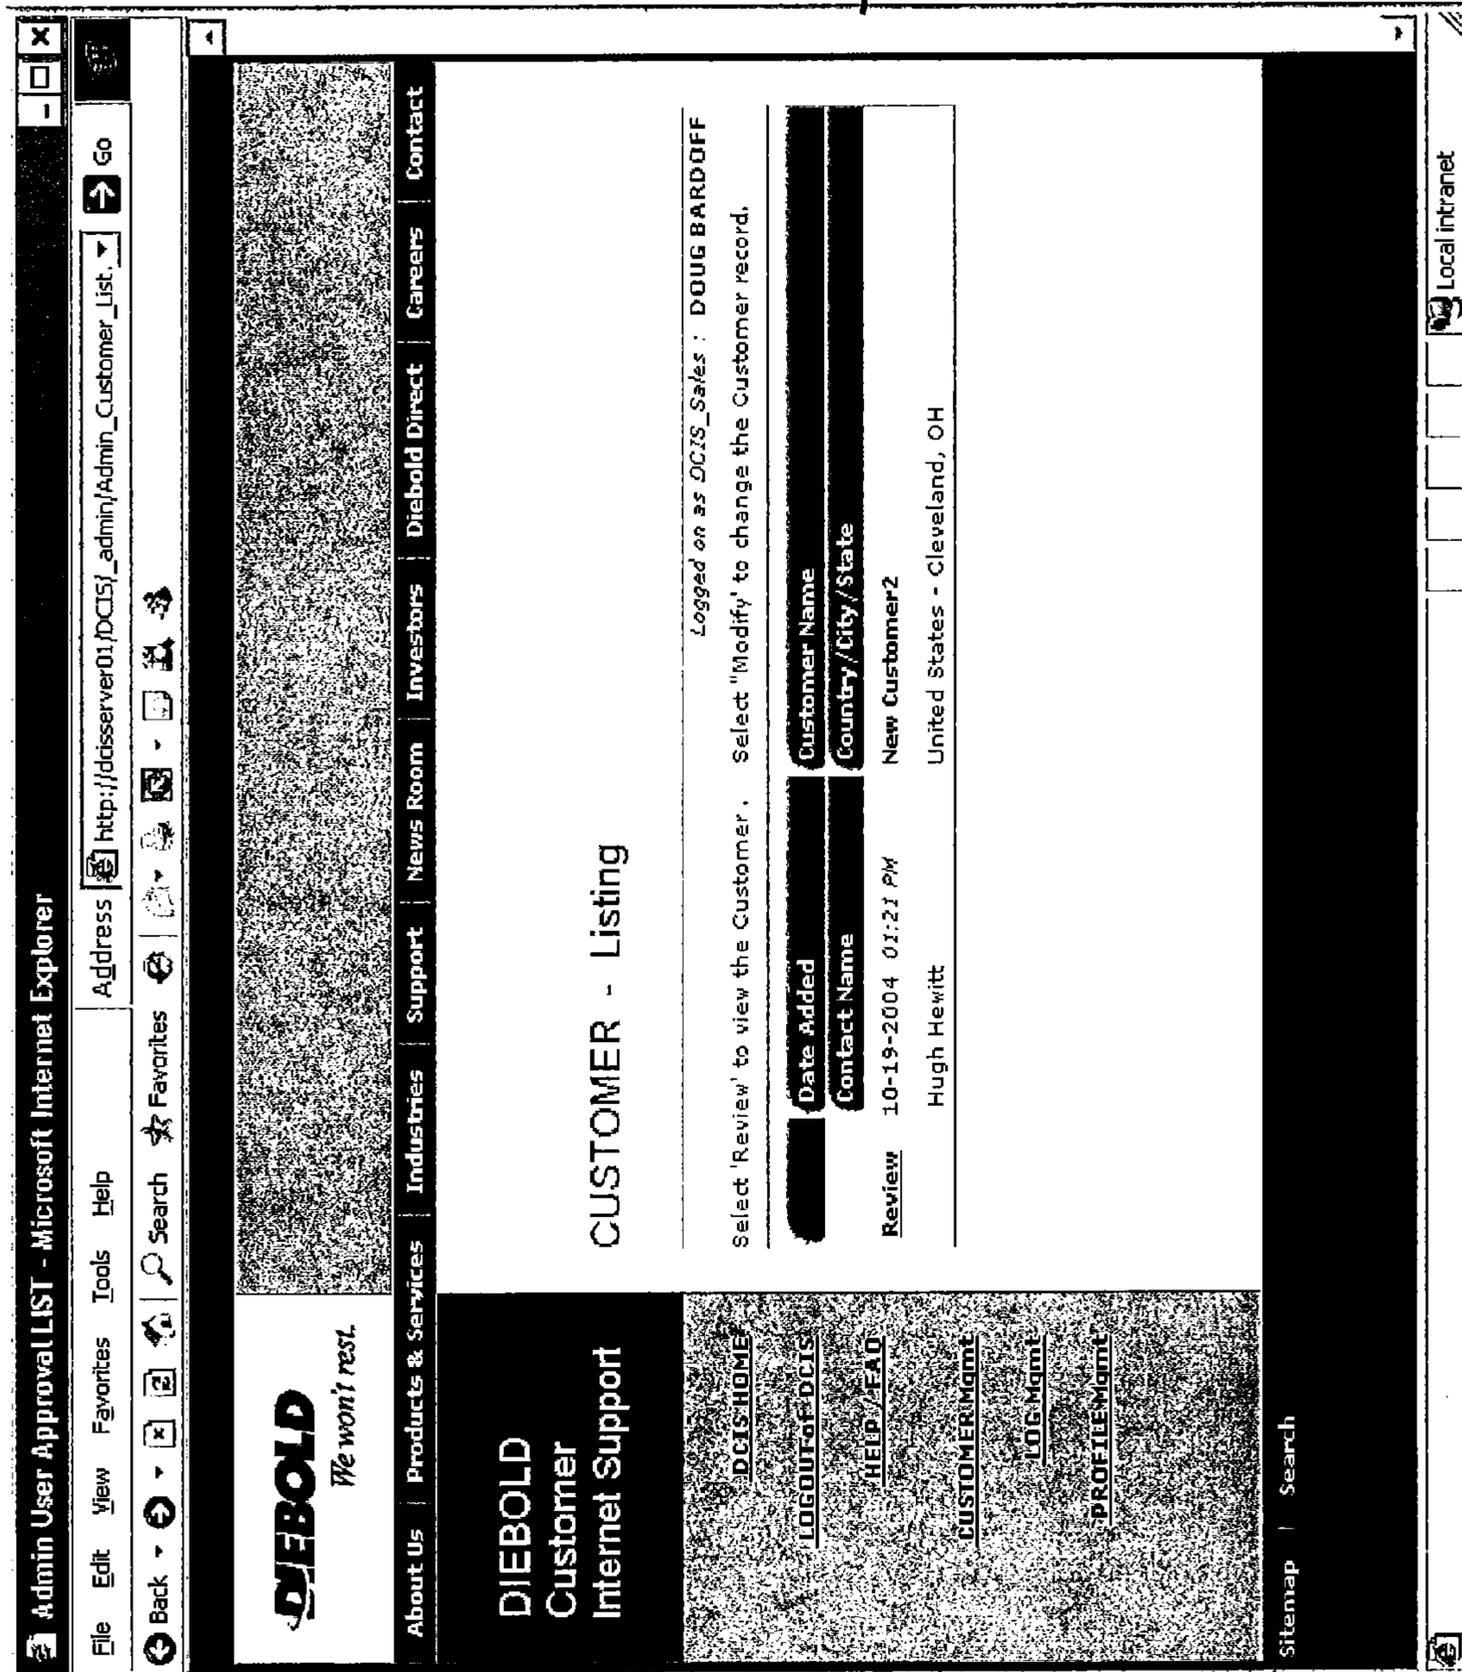 Admin User Approval LIST - Microsoft Internet Explorer
File Edit View Favorites Tools Help Address http://dcisserver01/DCIS/_admin/Admin_Customer_List. Go
Back Search Favorites
DIEBOLD
We won't rest.
About Us | Products & Services | Industries | Support | News Room | Investors | Diebold Direct | Careers | Contact
DIEBOLD
Customer
Internet Support
CUSTOMER - Listing
Logged on as DCIS_Sales : DOUG BARDOFF
Select 'Review' to view the Customer. Select "Modify' to change the Customer record.
Date Added Customer Name
Contact Name Country/City/State
Review 10-19-2004 01:21 PM New Customer2
Hugh Hewitt United States - Cleveland, OH
DCIS HOME
LOGOUT of DCIS
HELP / FAQ
CUSTOMER Mgmt
LOG Mgmt
PROFILE Mgmt
Sitemap | Search
Local intranet